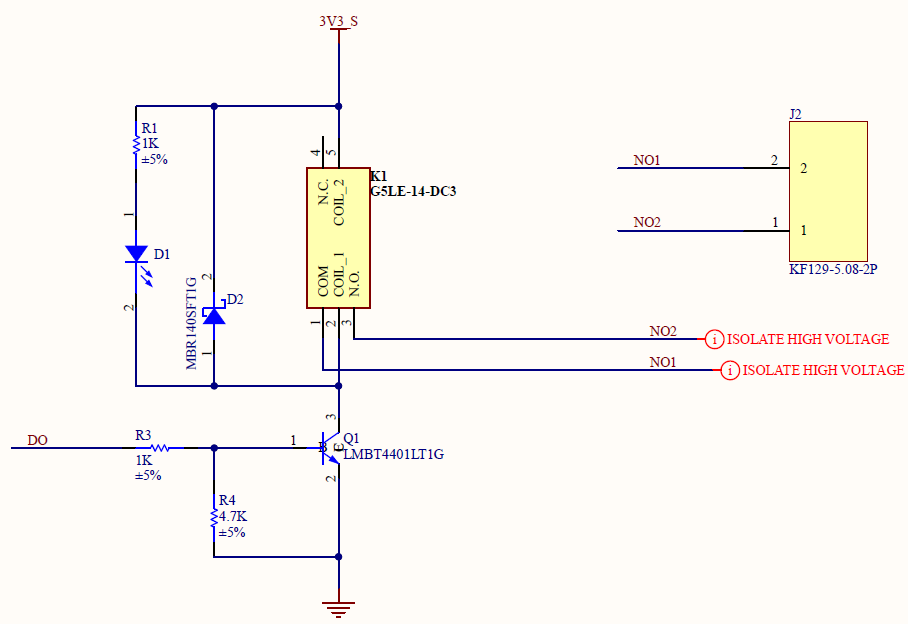 3V3_S
R1
1K
±5%
4
5
N.C.
COIL_2
K1
G5LE-14-DC3
COM
COIL_1
N.O.
1
2
3
J2
NO1
2
2
NO2
1
1
KF129-5.08-2P
1
D1
2
MBR140SFT1G
2
D2
1
NO2
i
ISOLATE HIGH VOLTAGE
NO1
i
ISOLATE HIGH VOLTAGE
DO
R3
1K
±5%
1
3
B
E
Q1
LMBT4401LT1G
2
R4
4.7K
±5%